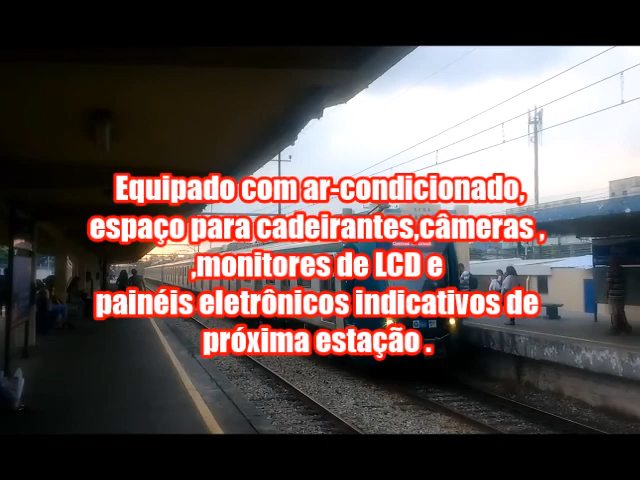 Equipado com ar-condicionado,
espaço para cadeirantes,câmeras ,
,monitores de LCD e
painéis eletrônicos indicativos de
próxima estação .